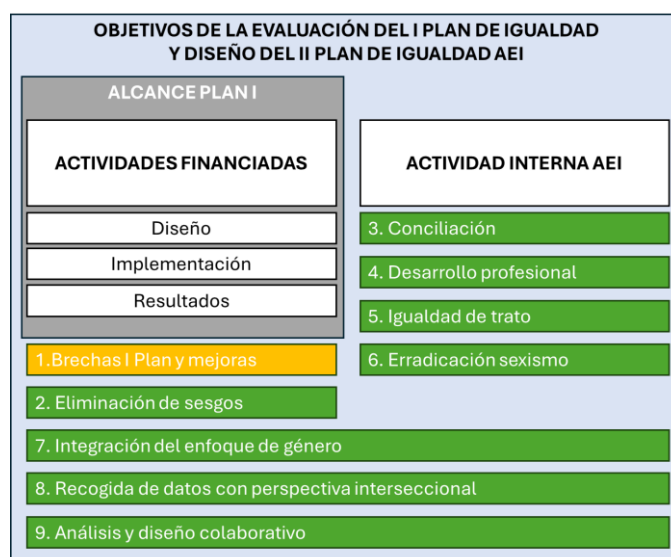 OBJETIVOS DE LA EVALUACIÓN DEL I PLAN DE IGUALDAD
Y DISEÑO DEL II PLAN DE IGUALDAD AEI
ALCANCE PLAN I
ACTIVIDADES FINANCIADAS
Diseño
Implementación
Resultados
1.Brechas I Plan y mejoras
2. Eliminación de sesgos
ACTIVIDAD INTERNA AEI
3. Conciliación
4. Desarrollo profesional
5. Igualdad de trato
6. Erradicación sexismo
7. Integración del enfoque de género
8. Recogida de datos con perspectiva interseccional
9. Análisis y diseño colaborativo